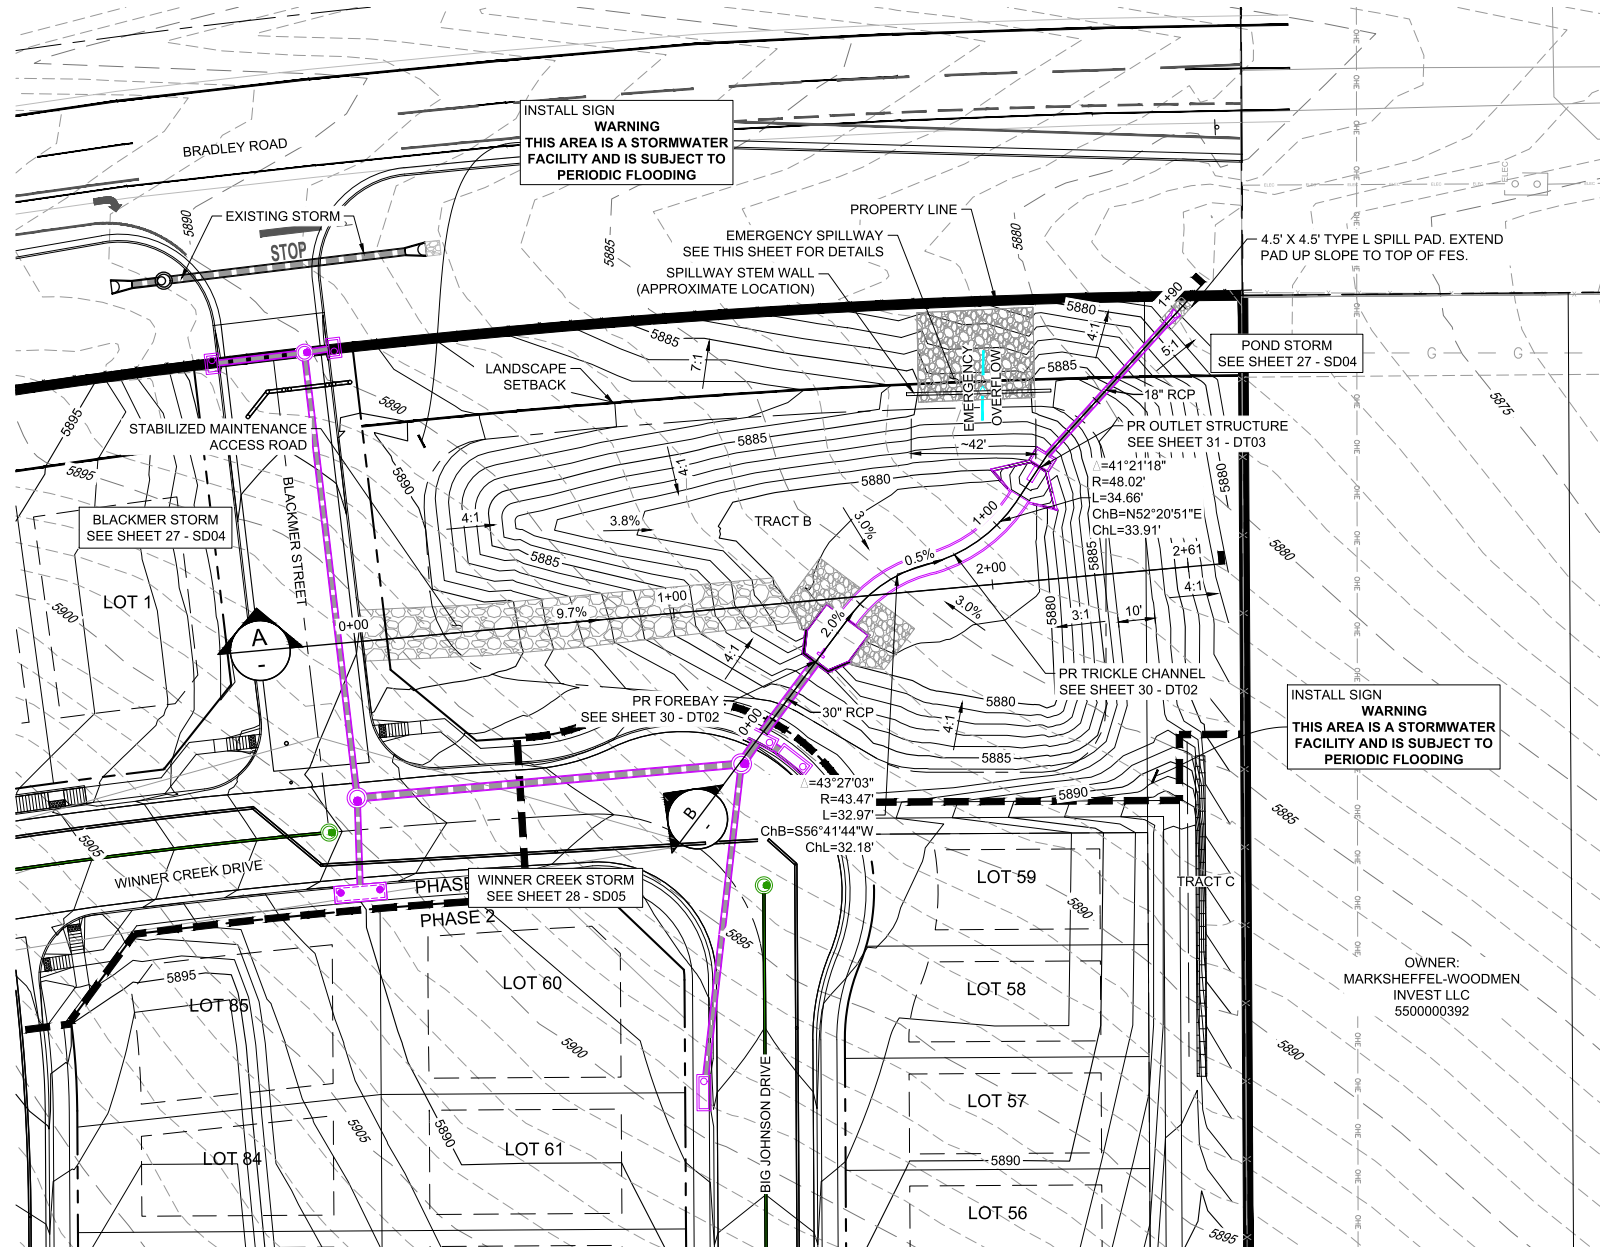 INSTALL SIGN
WARNING
THIS AREA IS A STORMWATER
FACILITY AND IS SUBJECT TO
PERIODIC FLOODING
BRADLEY ROAD
5890
EXISTING STORM
STOP
5885
PROPERTY LINE
5880
EMERGENCY SPILLWAY
SEE THIS SHEET FOR DETAILS
SPILLWAY STEM WALL
(APPROXIMATE LOCATION)
4.5' X 4.5' TYPE L SPILL PAD. EXTEND
PAD UP SLOPE TO TOP OF FES.
ELEC
OHE
1+90
5880
4:1
5:1
5885
7:1
POND STORM
SEE SHEET 27 - SD04
G G
LANDSCAPE
SETBACK
EMERGENCY
OVERFLOW
5885
18" RCP
5875
5895
5890
STABILIZED MAINTENANCE
ACCESS ROAD
PR OUTLET STRUCTURE
SEE SHEET 31 - DT03
5885
~42'
5895
5890
4:1
5880
△=41°21'18"
R=48.02'
L=34.66'
ChB=N52°20'51"E
ChL=33.91'
5880
BLACKMER STORM
SEE SHEET 27 - SD04
BLACKMER STREET
4:1
3.8%
TRACT B
3.0%
1+00
5885
5885
0.5%
2+00
2+61
5880
4:1
5900
LOT 1
0+00
9.7%
1+00
2.0%
3.0%
5880
3:1
10'
A
-
4:1
PR TRICKLE CHANNEL
SEE SHEET 30 - DT02
PR FOREBAY
SEE SHEET 30 - DT02
0+00
30" RCP
5880
4:1
5885
INSTALL SIGN
WARNING
THIS AREA IS A STORMWATER
FACILITY AND IS SUBJECT TO
PERIODIC FLOODING
△=43°27'03"
R=43.47'
L=32.97'
ChB=S56°41'44"W
ChL=32.18'
B
-
5890
5885
5905
WINNER CREEK DRIVE
PHASE
WINNER CREEK STORM
SEE SHEET 28 - SD05
PHASE 2
LOT 59
TRACT C
5890
5895
5895
LOT 85
LOT 60
LOT 58
OWNER:
MARKSHEFFEL-WOODMEN
INVEST LLC
5500000392
5900
5890
BIG JOHNSON DRIVE
LOT 57
5905
5890
LOT 84
LOT 61
5890
LOT 56
5895